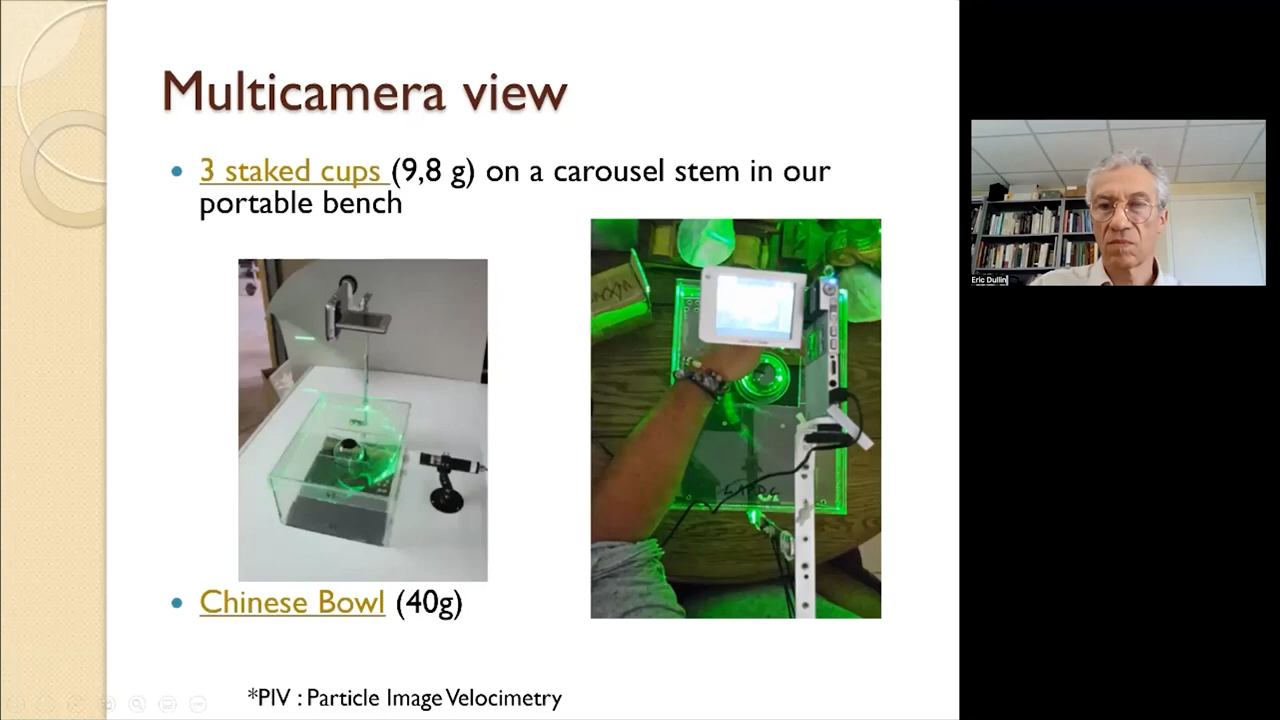 Multicamera view
3 staked cups (9,8 g) on a carousel stem in our
portable bench
Chinese Bowl (40g)
*PIV : Particle Image Velocimetry
Eric Dullin